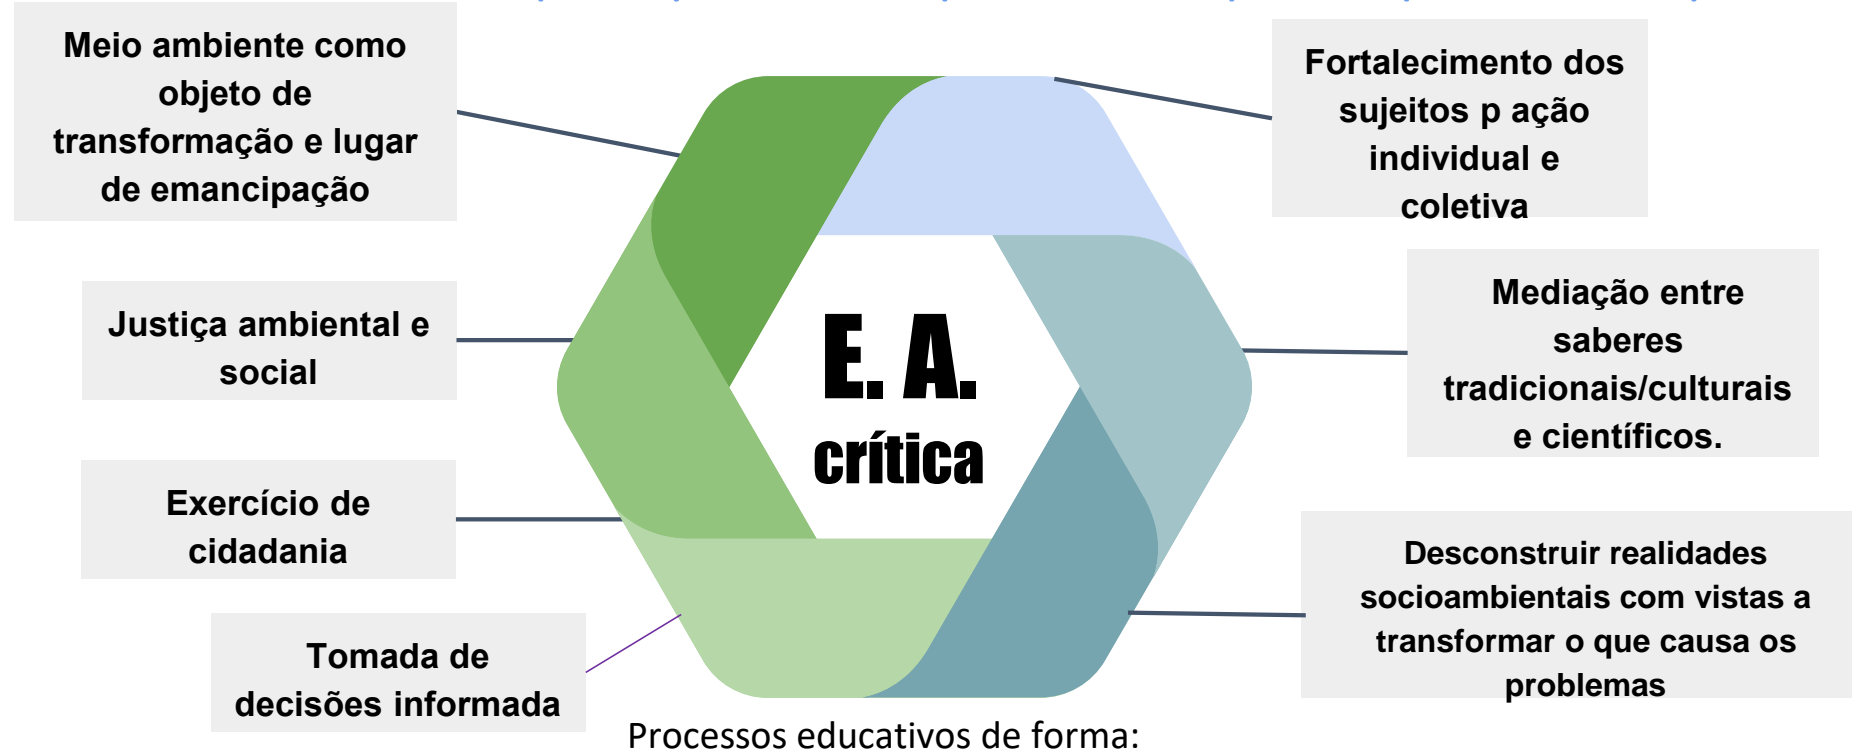 Meio ambiente como
objeto de
transformação e lugar
de emancipação
Fortalecimento dos
sujeitos p ação
individual e
coletiva
Justiça ambiental e
social
E. A.
crítica
Mediação entre
saberes
tradicionais/culturais
e científicos.
Exercício de
cidadania
Desconstruir realidades
socioambientais com vistas a
transformar o que causa os
problemas
Tomada de
decisões informada
Processos educativos de forma: